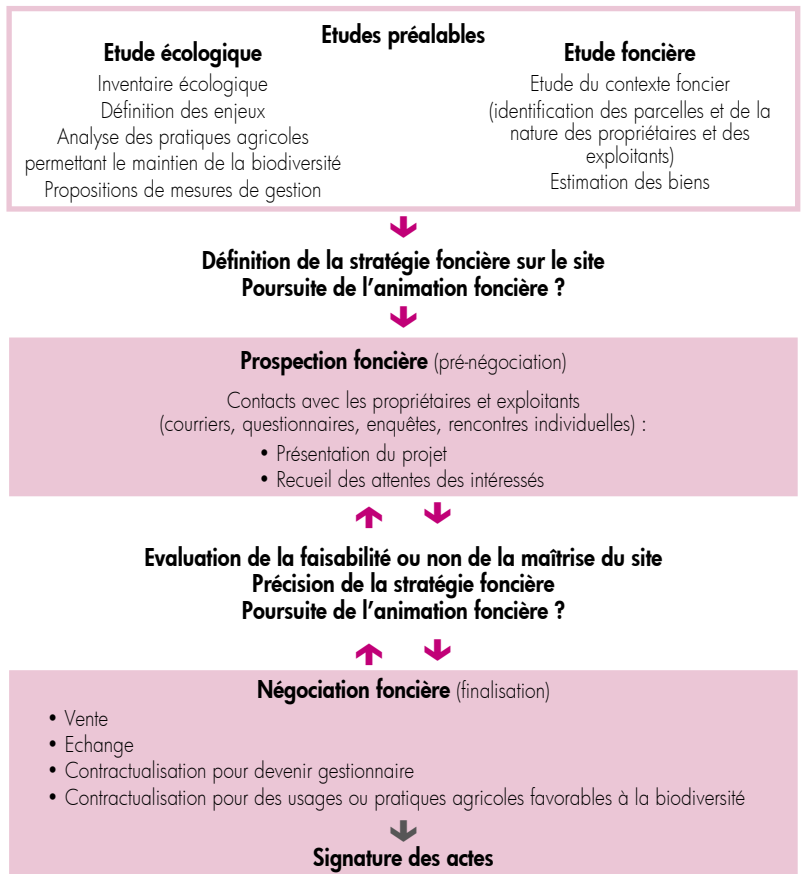 Etudes préalables
Etude écologique
Inventaire écologique
Définition des enjeux
Analyse des pratiques agricoles
permettant le maintien de la biodiversité
Propositions de mesures de gestion
Etude foncière
Etude du contexte foncier
(identification des parcelles et de la
nature des propriétaires et des
exploitants)
Estimation des biens
Définition de la stratégie foncière sur le site
Poursuite de l'animation foncière ?
Prospection foncière (pré-négociation)
Contacts avec les propriétaires et exploitants
(courriers, questionnaires, enquêtes, rencontres individuelles) :
• Présentation du projet
• Recueil des attentes des intéressés
Evaluation de la faisabilité ou non de la maîtrise du site
Précision de la stratégie foncière
Poursuite de l'animation foncière ?
Négociation foncière (finalisation)
• Vente
• Echange
• Contractualisation pour devenir gestionnaire
• Contractualisation pour des usages ou pratiques agricoles favorables à la biodiversité
Signature des actes